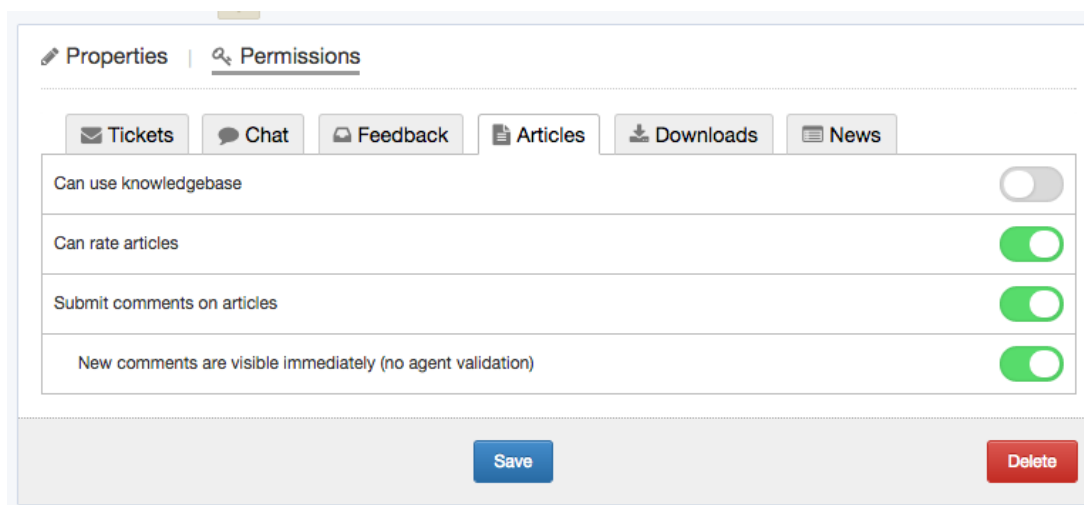 Properties | Permissions
Tickets Chat Feedback Articles Downloads News
Can use knowledgebase
Can rate articles
Submit comments on articles
New comments are visible immediately (no agent validation)
Save Delete